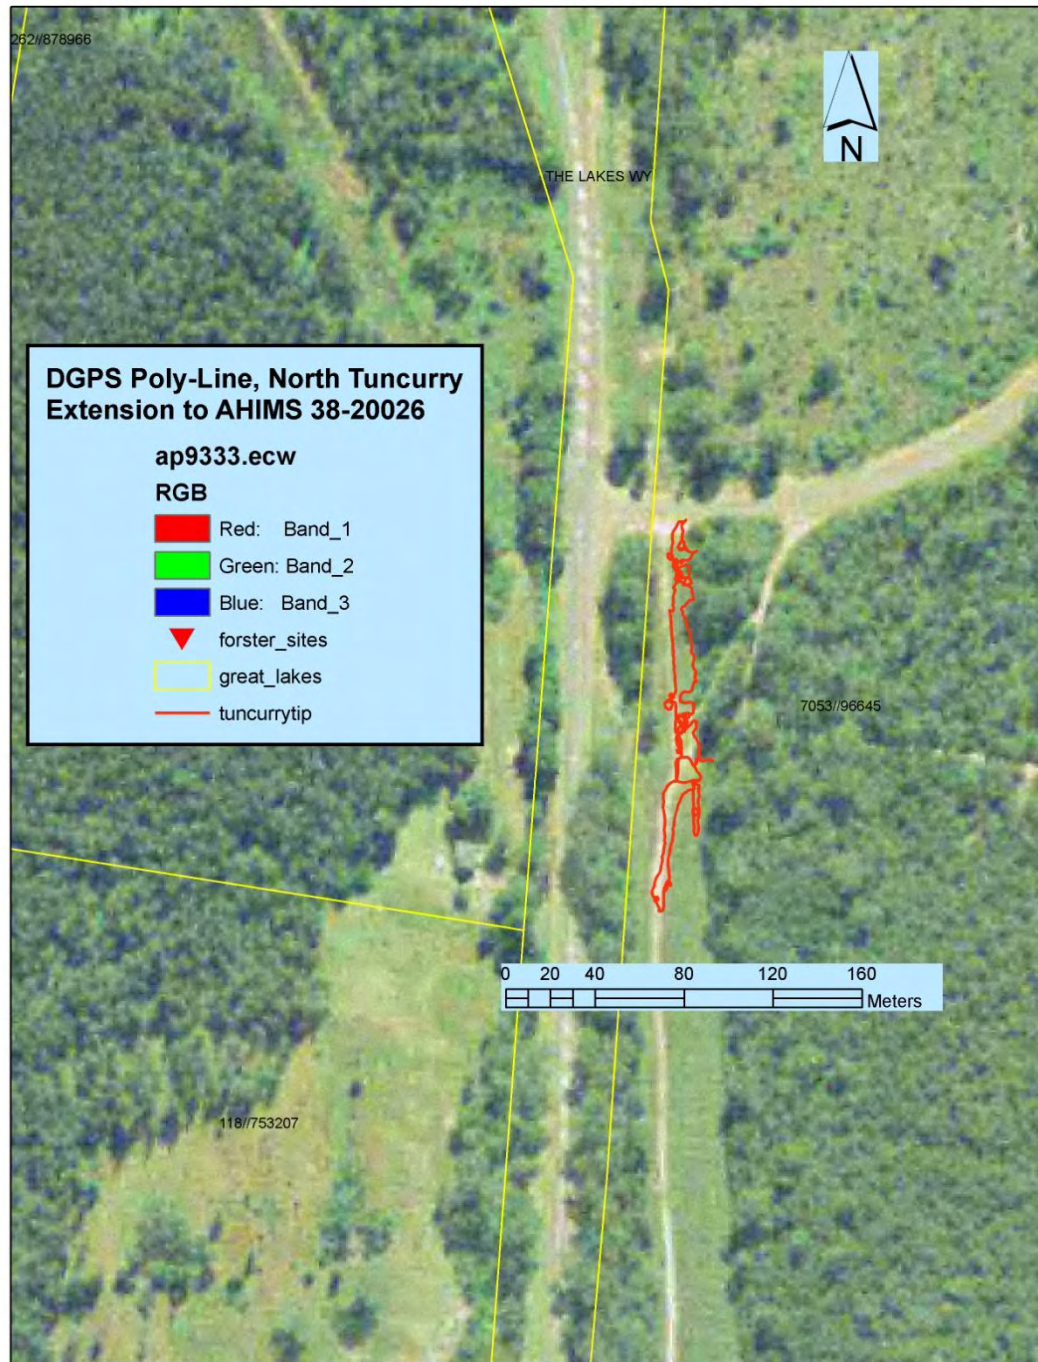 262//878966
THE LAKES WY
N
DGPS Poly-Line, North Tuncurry
Extension to AHIMS 38-20026
ap9333.ecw
RGB
Red: Band_1
Green: Band_2
Blue: Band_3
forster_sites
great_lakes
tuncurrytip
7053//96645
0 20 40 80 120 160
Meters
118//753207